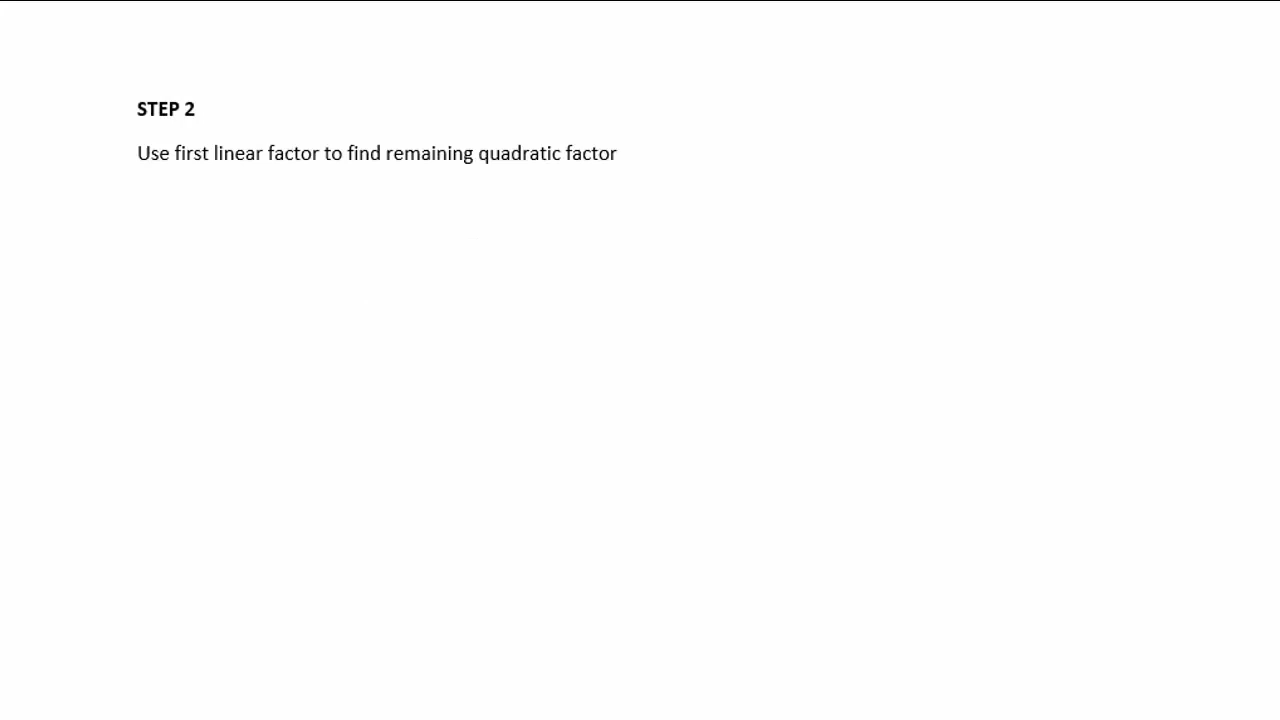 STEP 2
Use first linear factor to find remaining quadratic factor